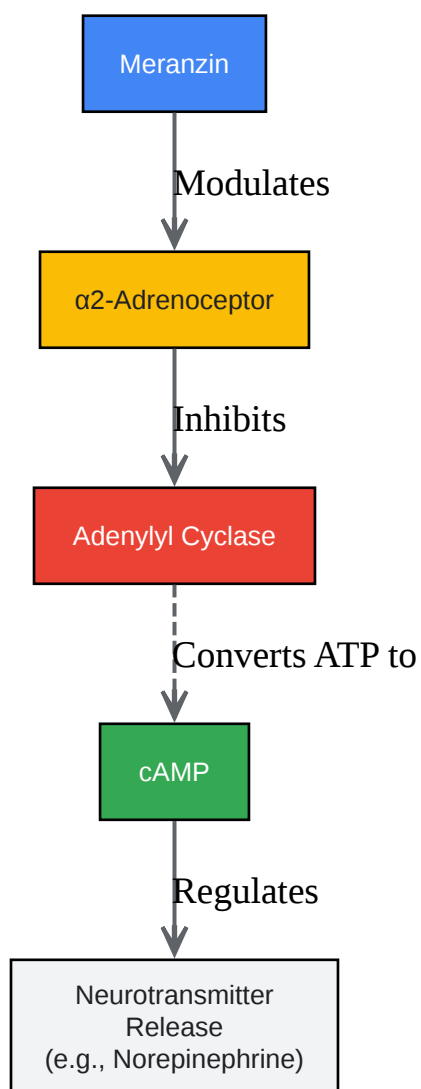 Meranzin
Modulates
α2-Adrenoceptor
Inhibits
Adenylyl Cyclase
Converts ATP to
cAMP
Regulates
Neurotransmitter
Release
(e.g., Norepinephrine)